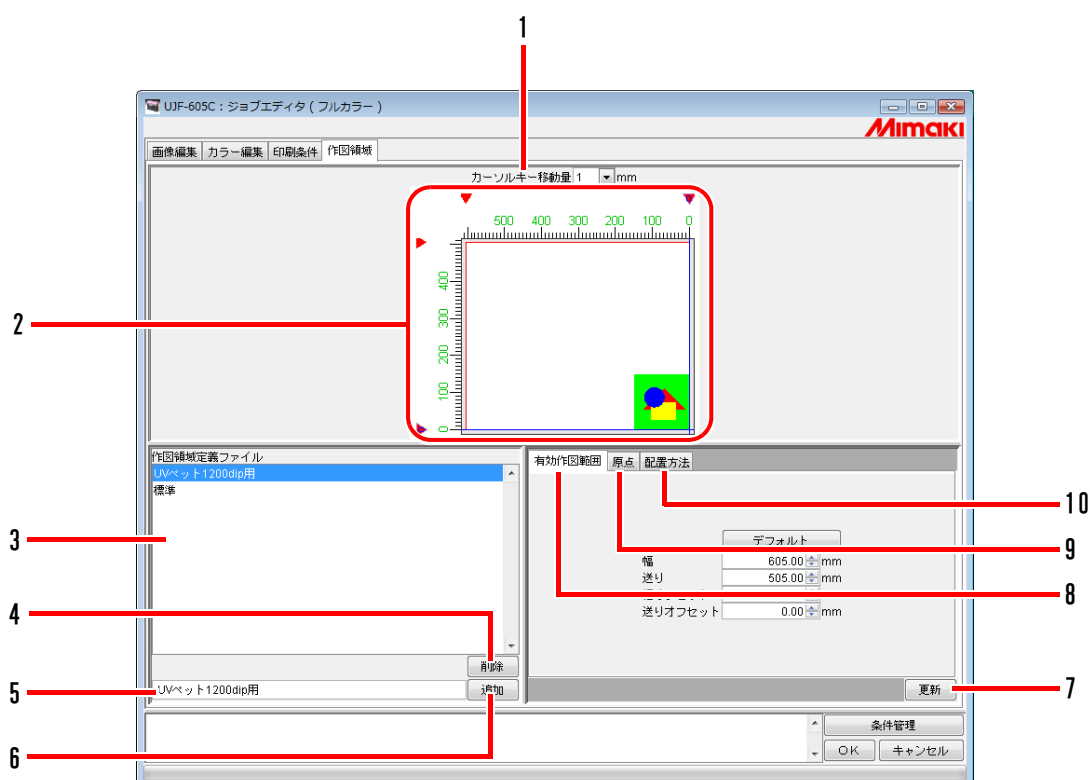 1
UJF-605C : ジョブエディタ ( フルカラー )
Mimaki
画像編集 カラー編集 印刷条件 作図領域
カーソルキー移動量 1 mm
500 400 300 200 100 0
400
300
200
100
0
2
作図領域定義ファイル
UVペット1200dip用
標準
3
削除
4
UVペット1200dip用
5
追加
6
有効作図範囲 原点 配置方法
10
9
8
デフォルト
幅 605.00 mm
送り 505.00 mm
送りオフセット 0.00 mm
更新
7
条件管理
OK キャンセル